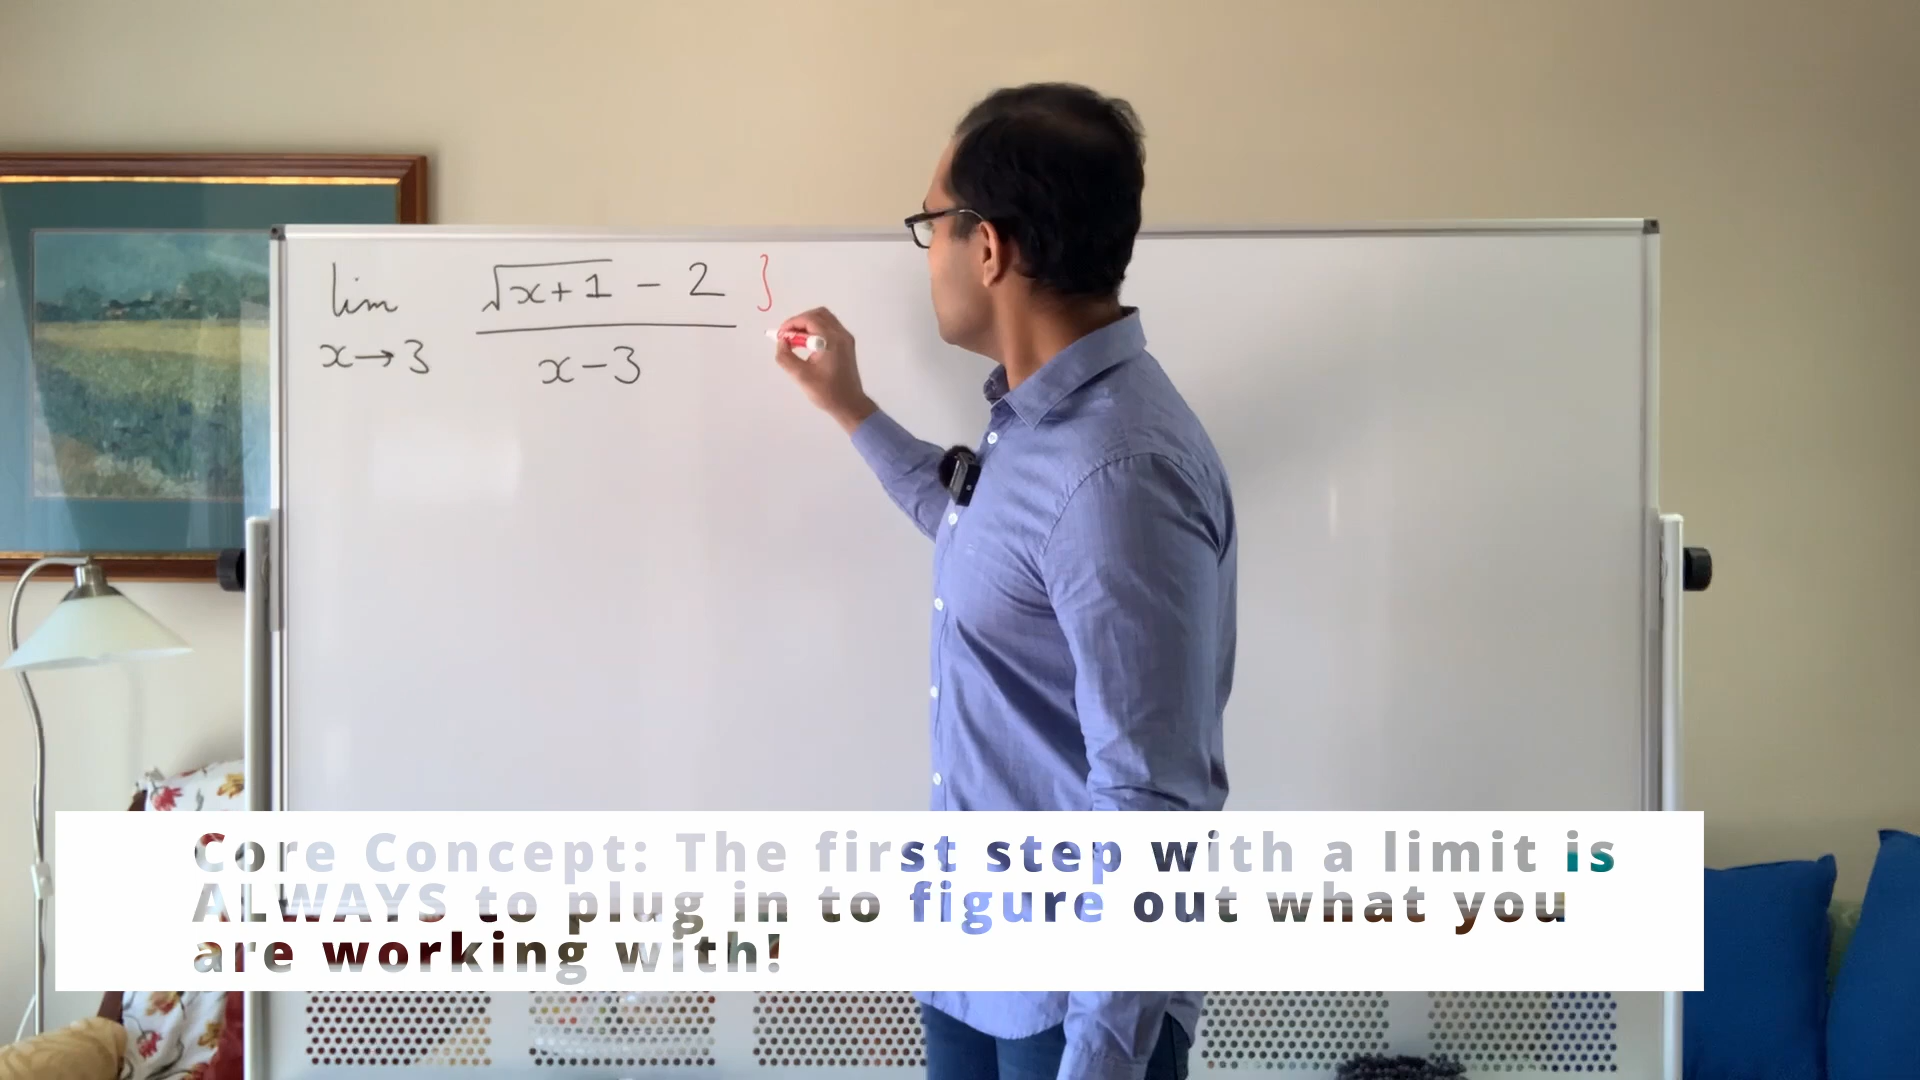 lim x→3 (√(x+1) - 2)/(x-3) }
Core Concept: The first step with a limit is
ALWAYS to plug in to figure out what you
are working with!